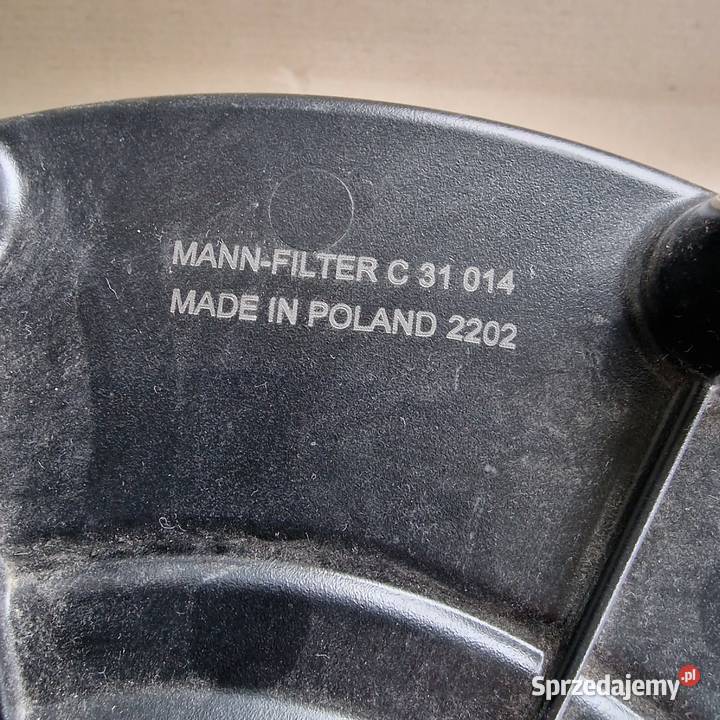 MANN-FILTER C 31 014
MADE IN POLAND 2202
Sprzedajemy.pl